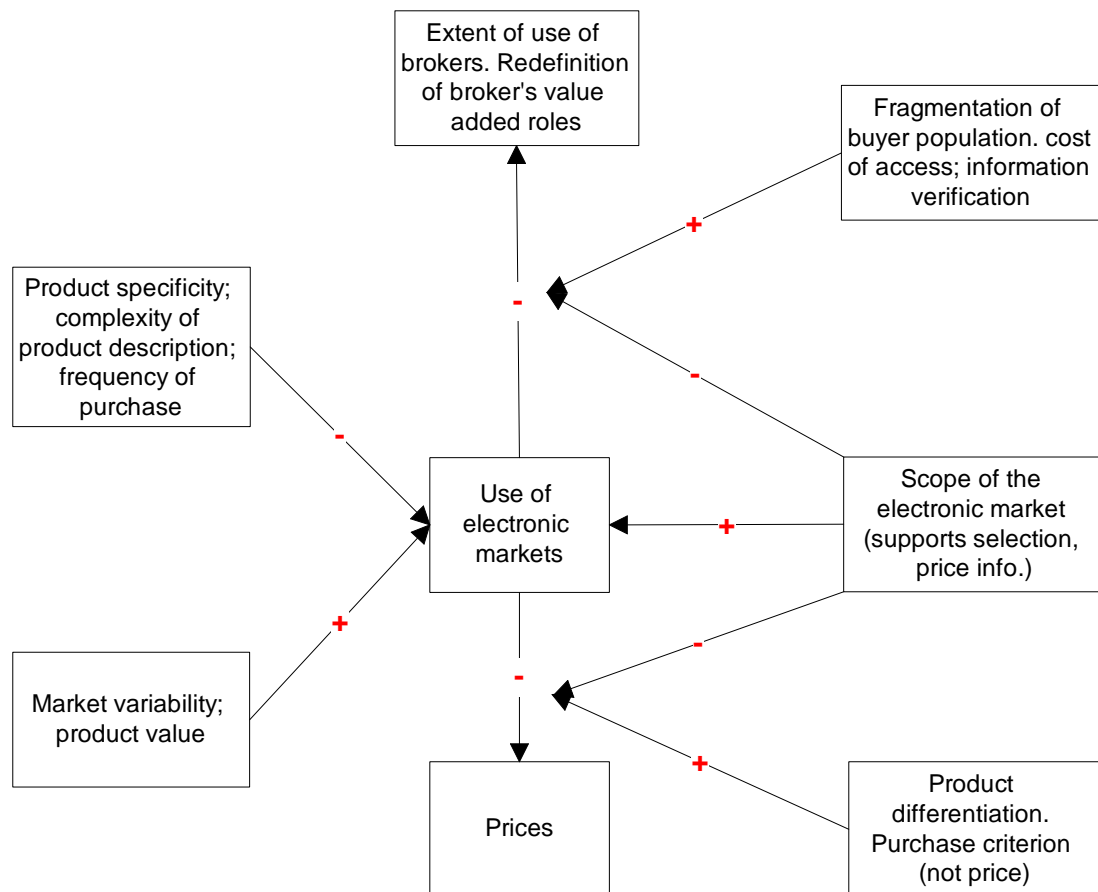 Extent of use of
brokers. Redefinition
of broker's value
added roles
Fragmentation of
buyer population. cost
of access; information
verification
+
Product specificity;
complexity of
product description;
frequency of
purchase
-
-
-
Use of
electronic
markets
Scope of the
electronic market
(supports selection,
price info.)
+
+
-
-
Market variability;
product value
+
Prices
Product
differentiation.
Purchase criterion
(not price)